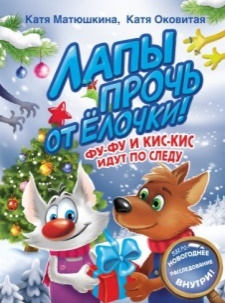 Катя Матюшкина, Катя Оковитая
ЛАПЫ
ПРОЧЬ
ОТ ЁЛОЧКИ!
ФУ-ФУ И КИС-КИС
ИДУТ ПО СЛЕДУ
НОВОГОДНЕЕ
РАССЛЕДОВАНИЕ
ВНУТРИ!